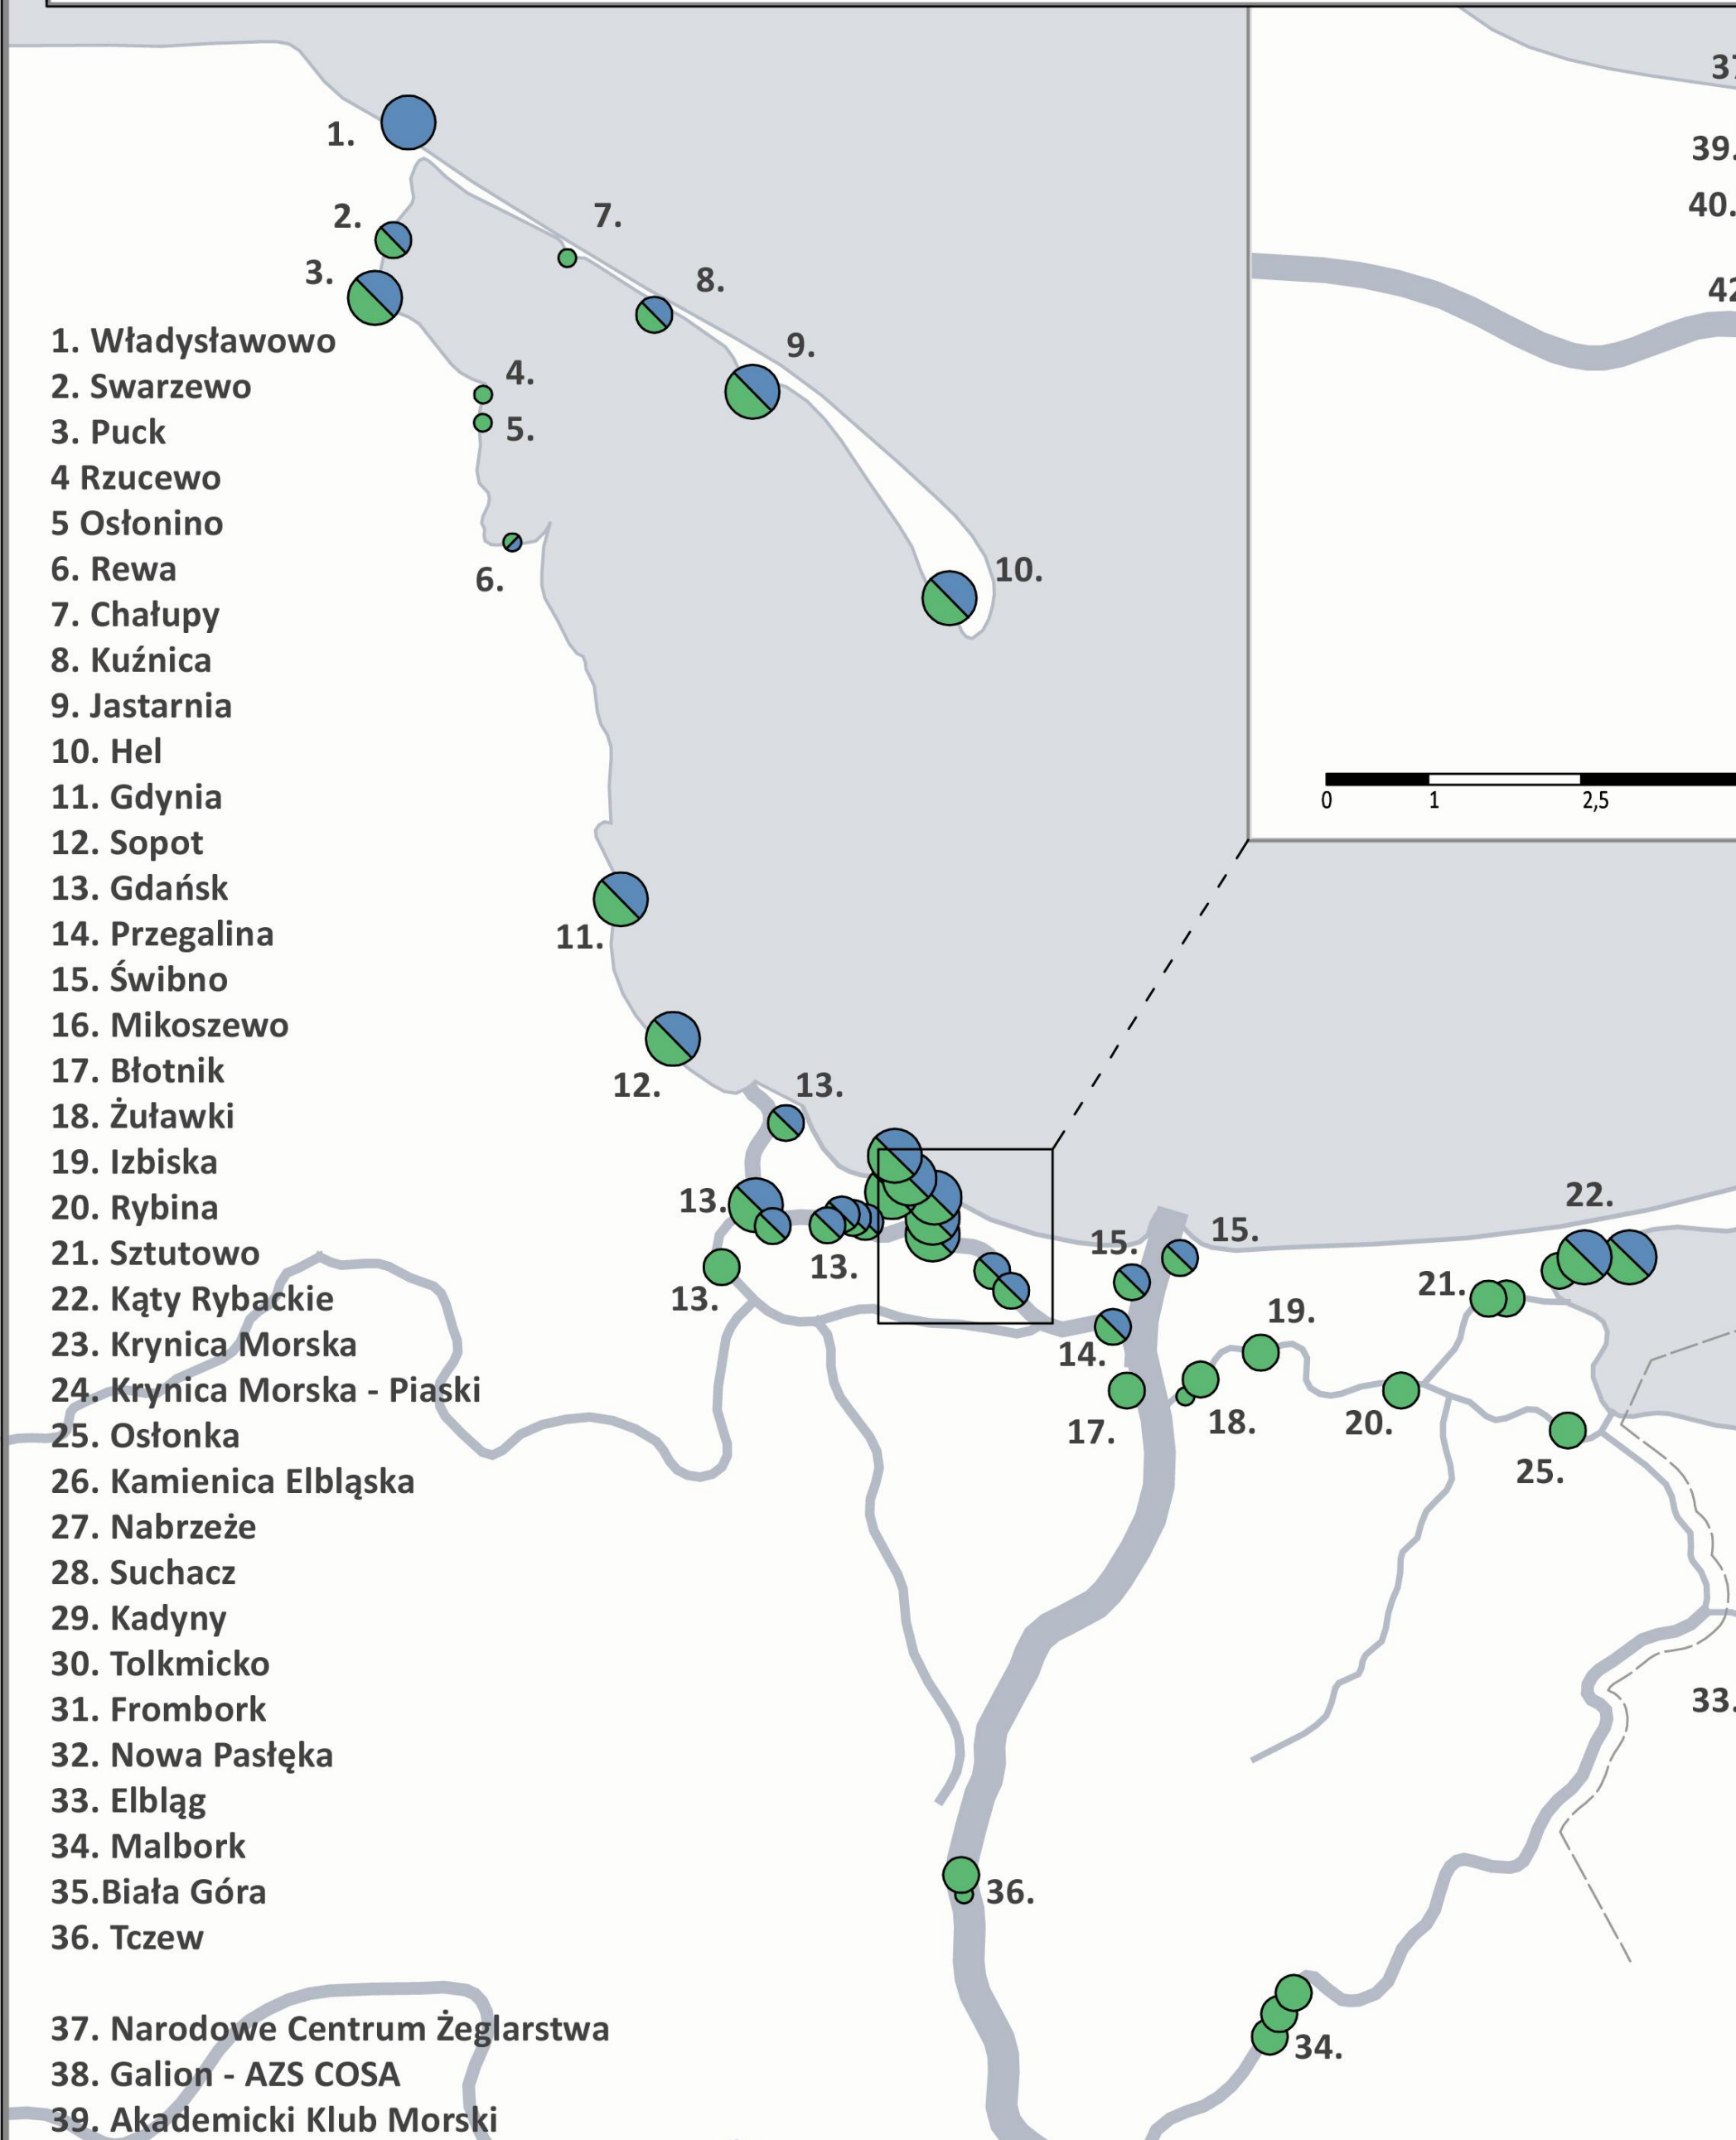 37
39.
40.
42
0 1 2,5
1.
2.
3.
7.
8.
9.
4.
5.
6.
10.
11.
12.
13.
13.
13.
13.
14.
15.
15.
17.
18.
19.
20.
21.
22.
25.
33.
36.
34.
1. Władysławowo
2. Swarzewo
3. Puck
4 Rzucewo
5 Osłonino
6. Rewa
7. Chałupy
8. Kuźnica
9. Jastarnia
10. Hel
11. Gdynia
12. Sopot
13. Gdańsk
14. Przegalina
15. Świbno
16. Mikoszewo
17. Błotnik
18. Żuławki
19. Izbiska
20. Rybina
21. Sztutowo
22. Kąty Rybackie
23. Krynica Morska
24. Krynica Morska - Piaski
25. Osłonka
26. Kamienica Elbląska
27. Nabrzeże
28. Suchacz
29. Kadyny
30. Tolkmicko
31. Frombork
32. Nowa Pasłęka
33. Elbląg
34. Malbork
35.Biała Góra
36. Tczew
37. Narodowe Centrum Żeglarstwa
38. Galion - AZS COSA
39. Akademicki Klub Morski